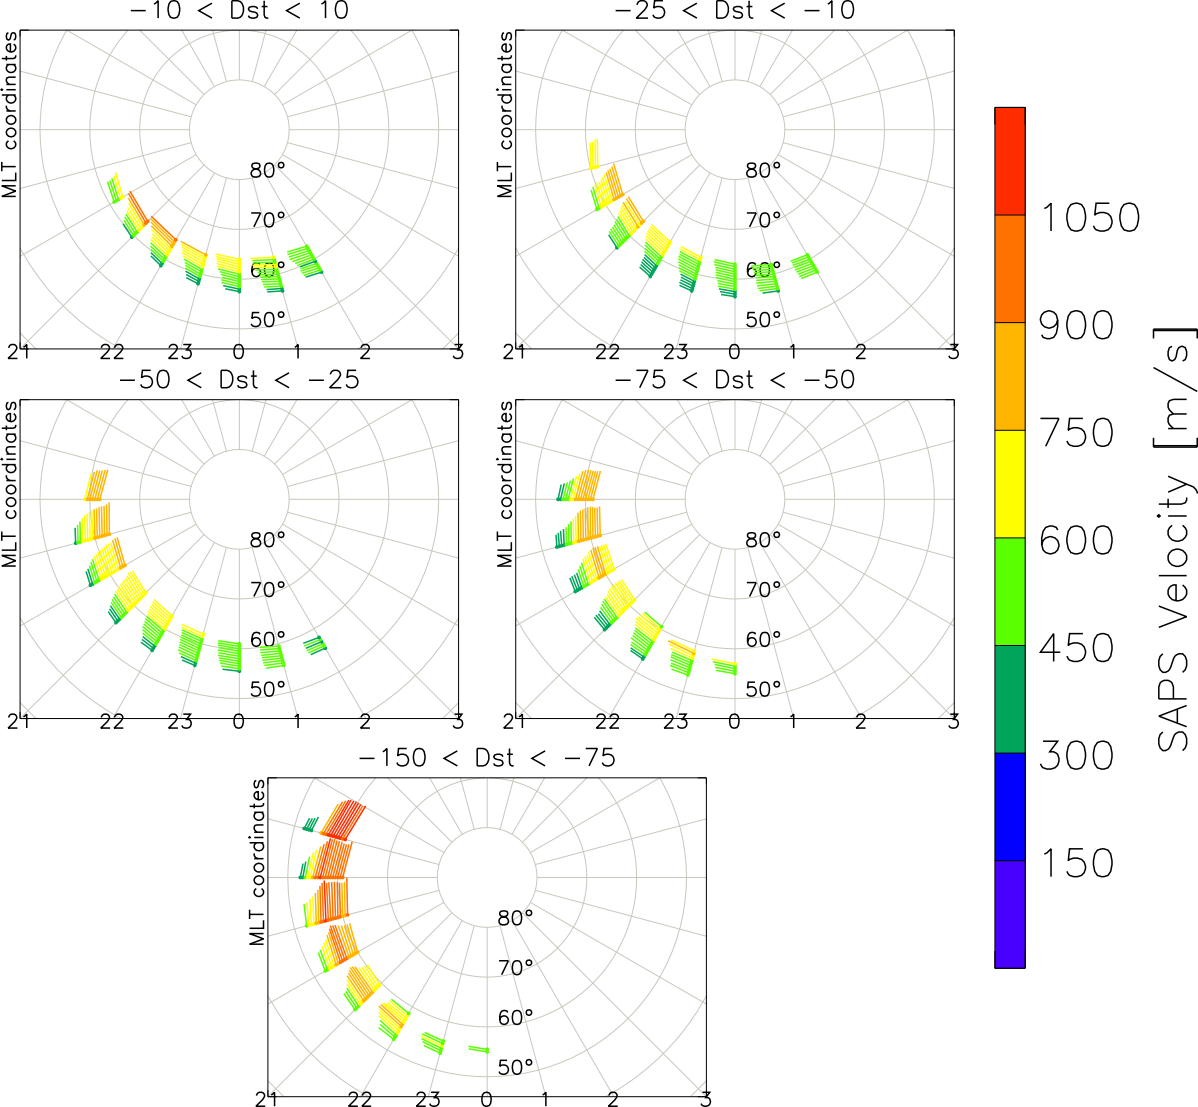 −10 < Dst < 10
MLT coordinates
80°
70°
60°
50°
21 22 23 0 1 2 3
−25 < Dst < −10
MLT coordinates
80°
70°
60°
50°
21 22 23 0 1 2 3
−50 < Dst < −25
MLT coordinates
80°
70°
60°
50°
21 22 23 0 1 2 3
−75 < Dst < −50
MLT coordinates
80°
70°
60°
50°
21 22 23 0 1 2 3
−150 < Dst < −75
MLT coordinates
80°
70°
60°
50°
21 22 23 0 1 2 3
1050
900
750
600
450
300
150
SAPS Velocity [m/s]